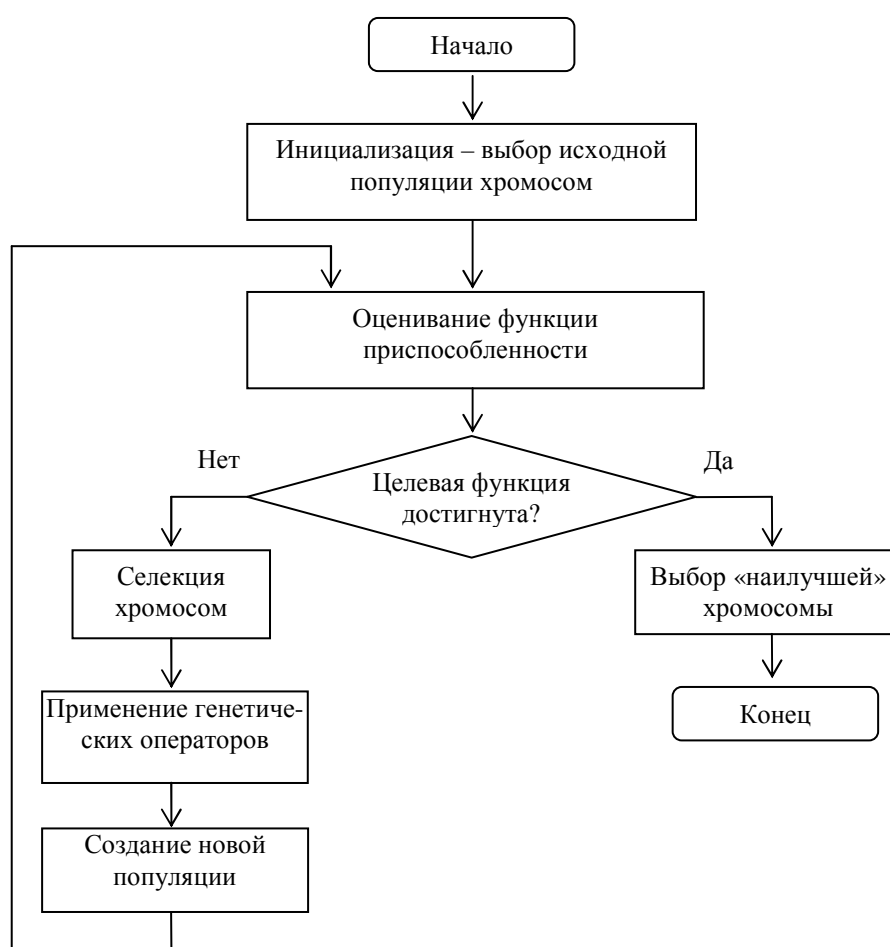 Начало
Инициализация – выбор исходной
популяции хромосом
Оценивание функции
приспособленности
Нет
Да
Целевая функция
достигнута?
Селекция
хромосом
Выбор «наилучшей»
хромосомы
Применение генетиче-
ских операторов
Конец
Создание новой
популяции